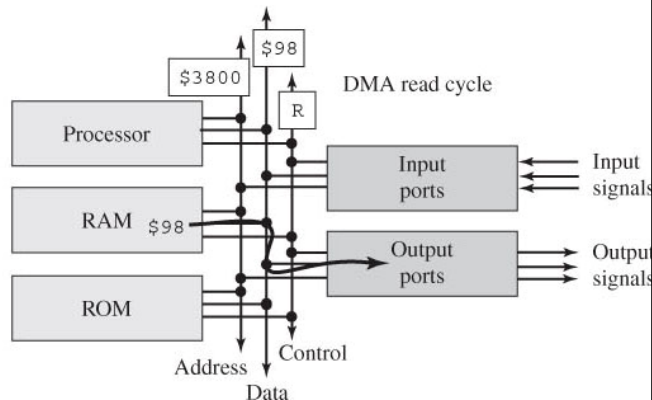 $98
$3800
DMA read cycle
R
Processor
Input
ports
Input
signals
RAM
$98
Output
ports
Output
signals
ROM
Control
Address
Data